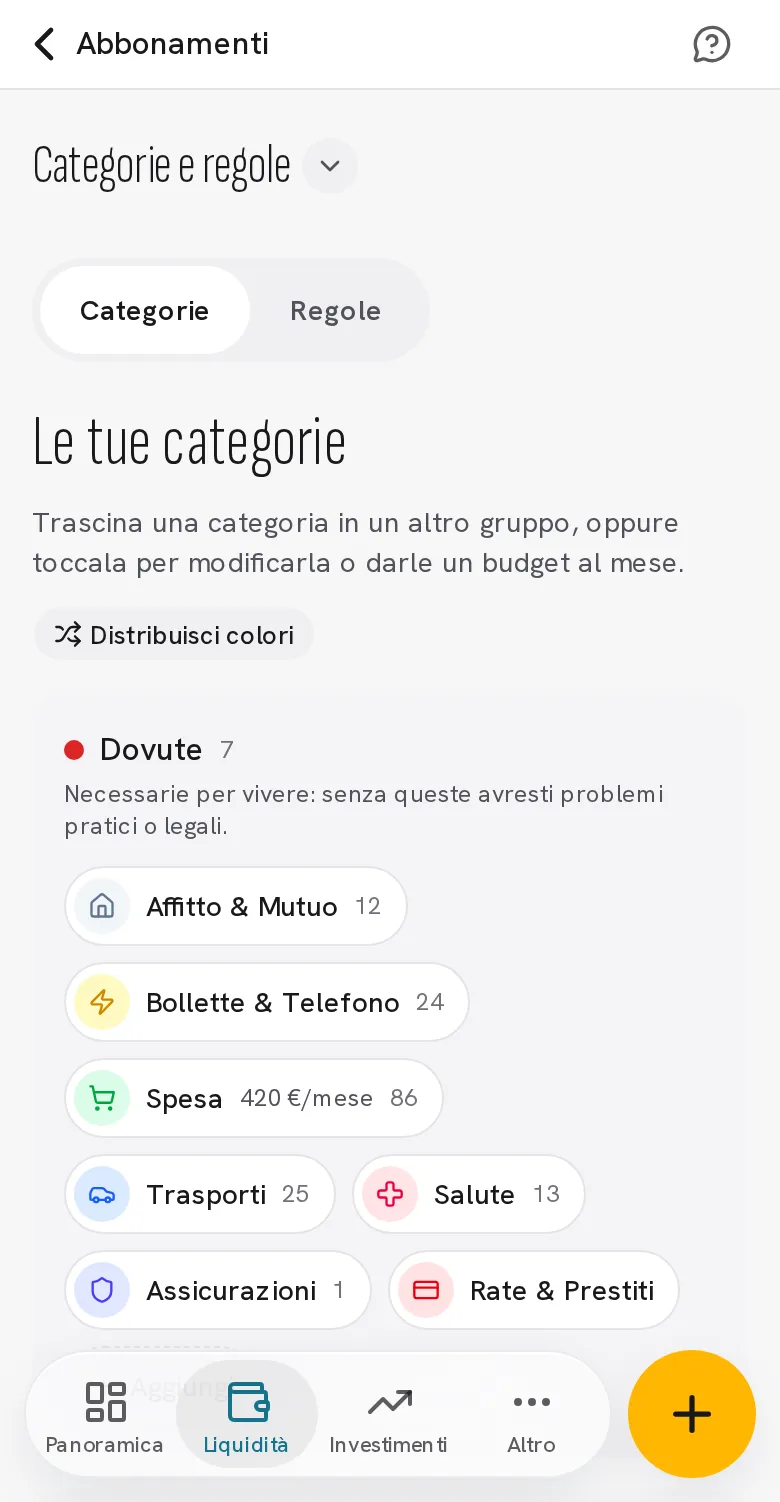 Abbonamenti
Categorie e regole
Categorie Regole
Le tue categorie
Trascina una categoria in un altro gruppo, oppure
toccala per modificarla o darle un budget al mese.
Distribuisci colori
Dovute 7
Necessarie per vivere: senza queste avresti problemi
pratici o legali.
Affitto & Mutuo 12
Bollette & Telefono 24
Spesa 420 €/mese 86
Trasporti 25 Salute 13
Assicurazioni 1 Rate & Prestiti
Panoramica Liquidità Investimenti Altro